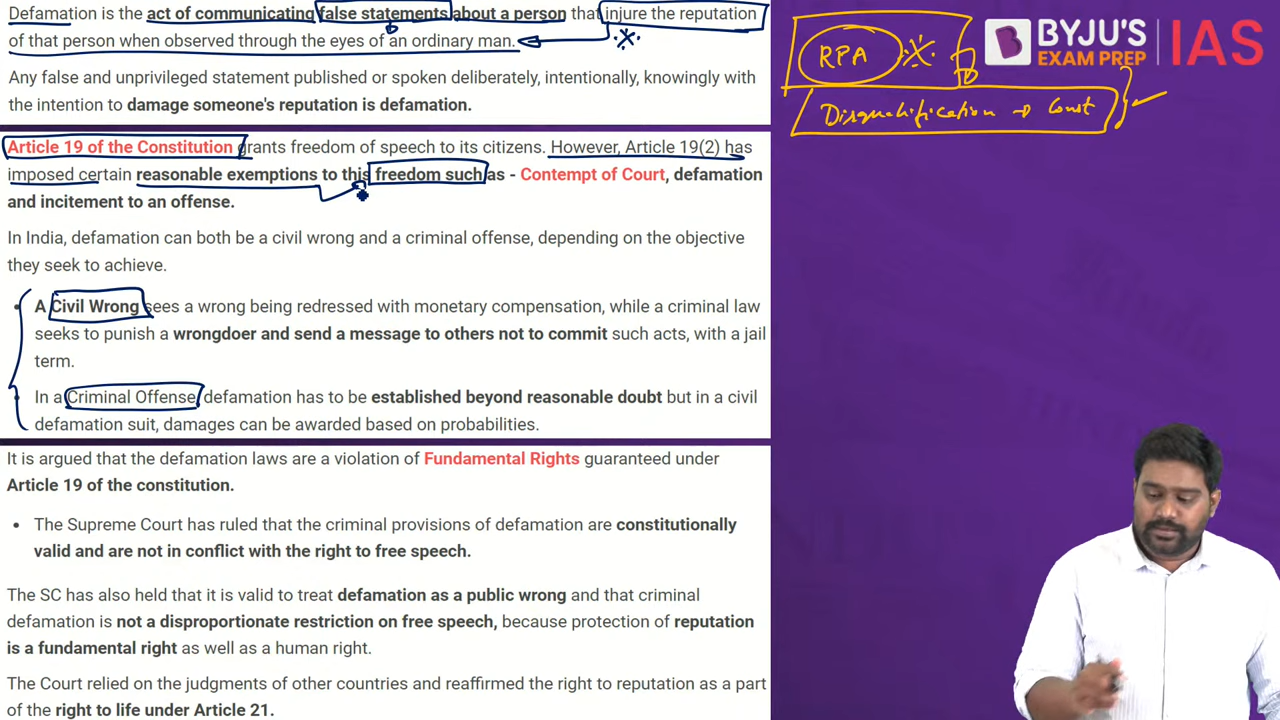 Defamation is the act of communicating false statements about a person that injure the reputation
of that person when observed through the eyes of an ordinary man.
Any false and unprivileged statement published or spoken deliberately, intentionally, knowingly with
the intention to damage someone's reputation is defamation.
Article 19 of the Constitution grants freedom of speech to its citizens. However, Article 19(2) has
imposed certain reasonable exemptions to this freedom such as - Contempt of Court, defamation
and incitement to an offense.
In India, defamation can both be a civil wrong and a criminal offense, depending on the objective
they seek to achieve.
• A Civil Wrong sees a wrong being redressed with monetary compensation, while a criminal law
seeks to punish a wrongdoer and send a message to others not to commit such acts, with a jail
term.
• In a Criminal Offense, defamation has to be established beyond reasonable doubt but in a civil
defamation suit, damages can be awarded based on probabilities.
It is argued that the defamation laws are a violation of Fundamental Rights guaranteed under
Article 19 of the constitution.
• The Supreme Court has ruled that the criminal provisions of defamation are constitutionally
valid and are not in conflict with the right to free speech.
The SC has also held that it is valid to treat defamation as a public wrong and that criminal
defamation is not a disproportionate restriction on free speech, because protection of reputation
is a fundamental right as well as a human right.
The Court relied on the judgments of other countries and reaffirmed the right to reputation as a part
of the right to life under Article 21.
RPA
Disqualification → Const
BYJU'S IAS
EXAM PREP